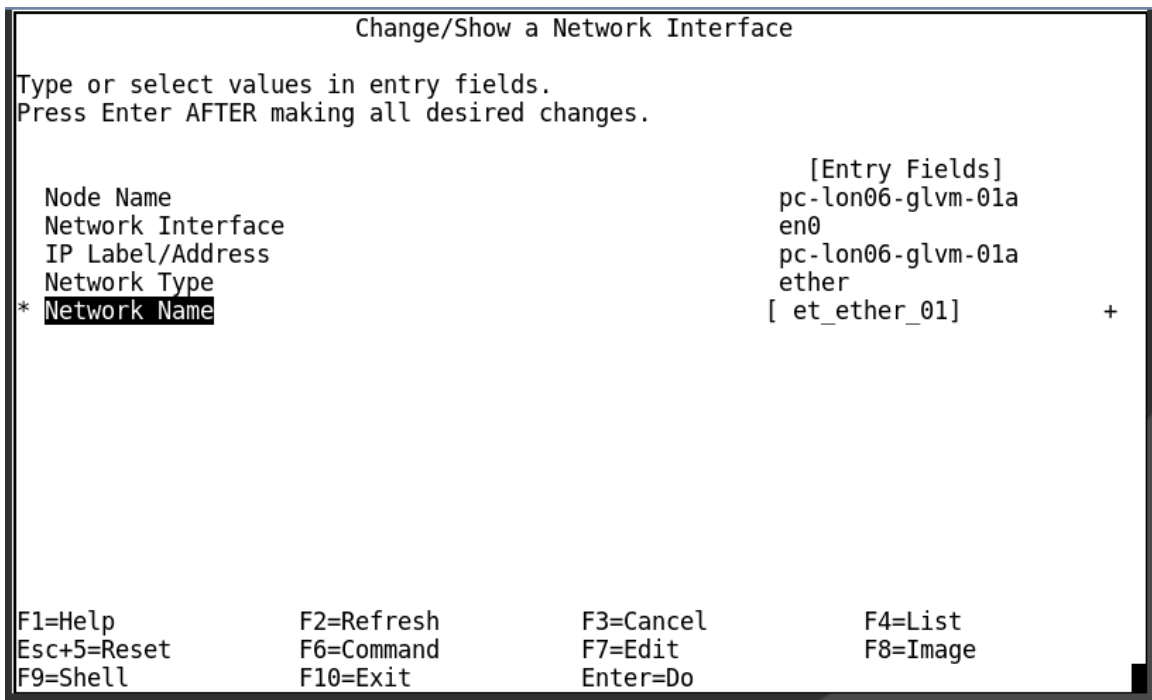 Change/Show a Network Interface
Type or select values in entry fields.
Press Enter AFTER making all desired changes.
[Entry Fields]
Node Name pc-lon06-glvm-01a
Network Interface en0
IP Label/Address pc-lon06-glvm-01a
Network Type ether
* Network Name [ et_ether_01] +
F1=Help F2=Refresh F3=Cancel F4=List
Esc+5=Reset F6=Command F7=Edit F8=Image
F9=Shell F10=Exit Enter=Do